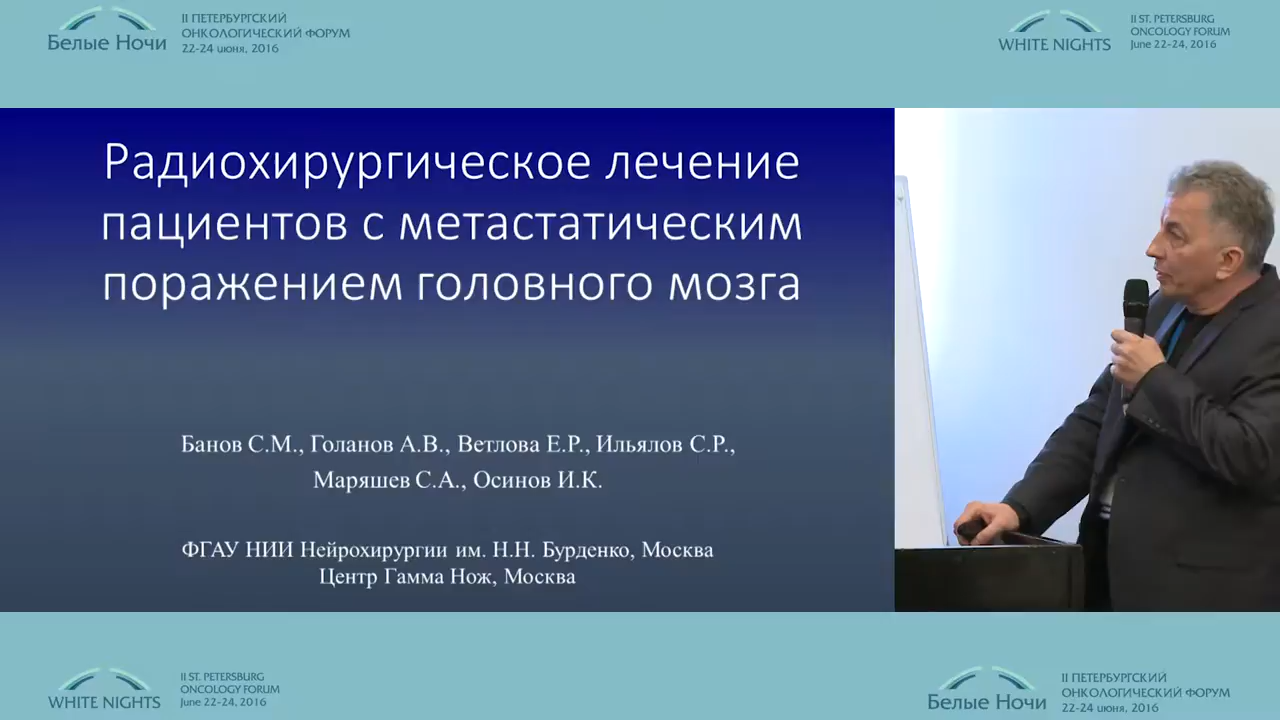 Белые Ночи
II ПЕТЕРБУРГСКИЙ
ОНКОЛОГИЧЕСКИЙ ФОРУМ
22-24 июня, 2016
WHITE NIGHTS
II ST. PETERSBURG
ONCOLOGY FORUM
June 22-24, 2016
Радиохирургическое лечение
пациентов с метастатическим
поражением головного мозга
Банов С.М., Голанов А.В., Ветлова Е.Р., Ильялов С.Р.,
Маряшев С.А., Осинов И.К.
ФГАУ НИИ Нейрохирургии им. Н.Н. Бурденко, Москва
Центр Гамма Нож, Москва
WHITE NIGHTS
II ST. PETERSBURG
ONCOLOGY FORUM
June 22-24, 2016
Белые Ночи
II ПЕТЕРБУРГСКИЙ
ОНКОЛОГИЧЕСКИЙ ФОРУМ
22-24 июня, 2016